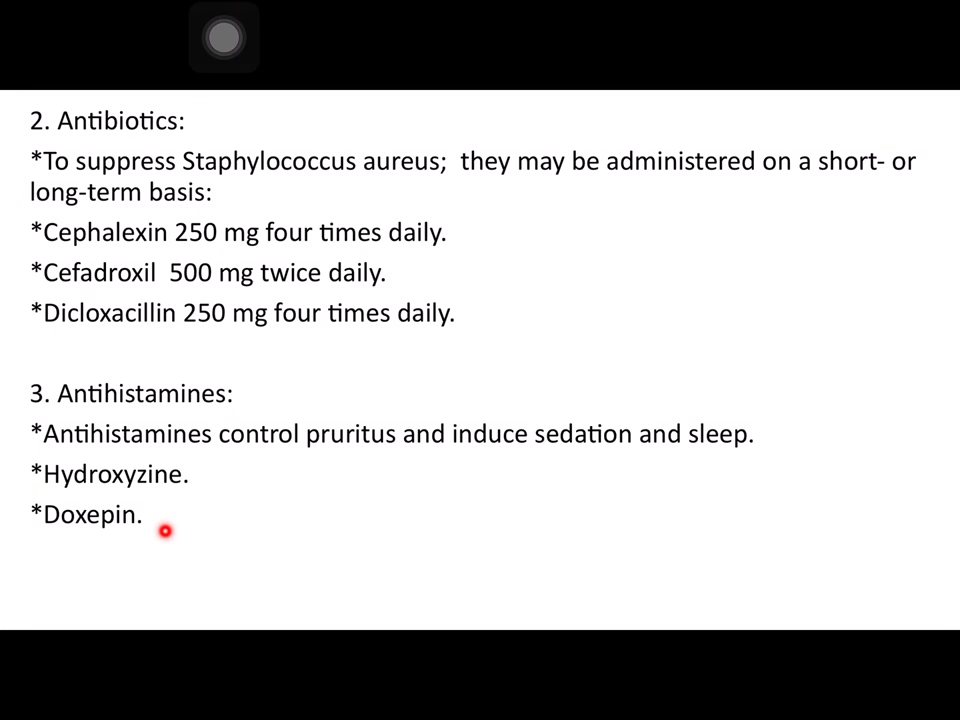 2. Antibiotics:
*To suppress Staphylococcus aureus;  they may be administered on a short- or
long-term basis:
*Cephalexin 250 mg four times daily.
*Cefadroxil  500 mg twice daily.
*Dicloxacillin 250 mg four times daily.
3. Antihistamines:
*Antihistamines control pruritus and induce sedation and sleep.
*Hydroxyzine.
*Doxepin.